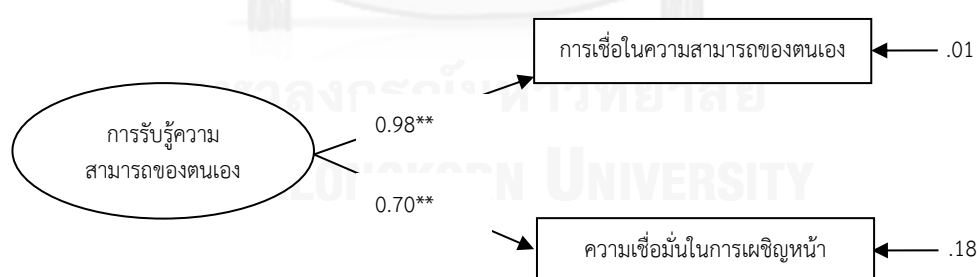 การเชื่อในความสามารถของตนเอง
.01
0.98**
การรับรู้ความ
สามารถของตนเอง
0.70**
UNIVERSITY
ความเชื่อมั่นในการเผชิญหน้า
.18